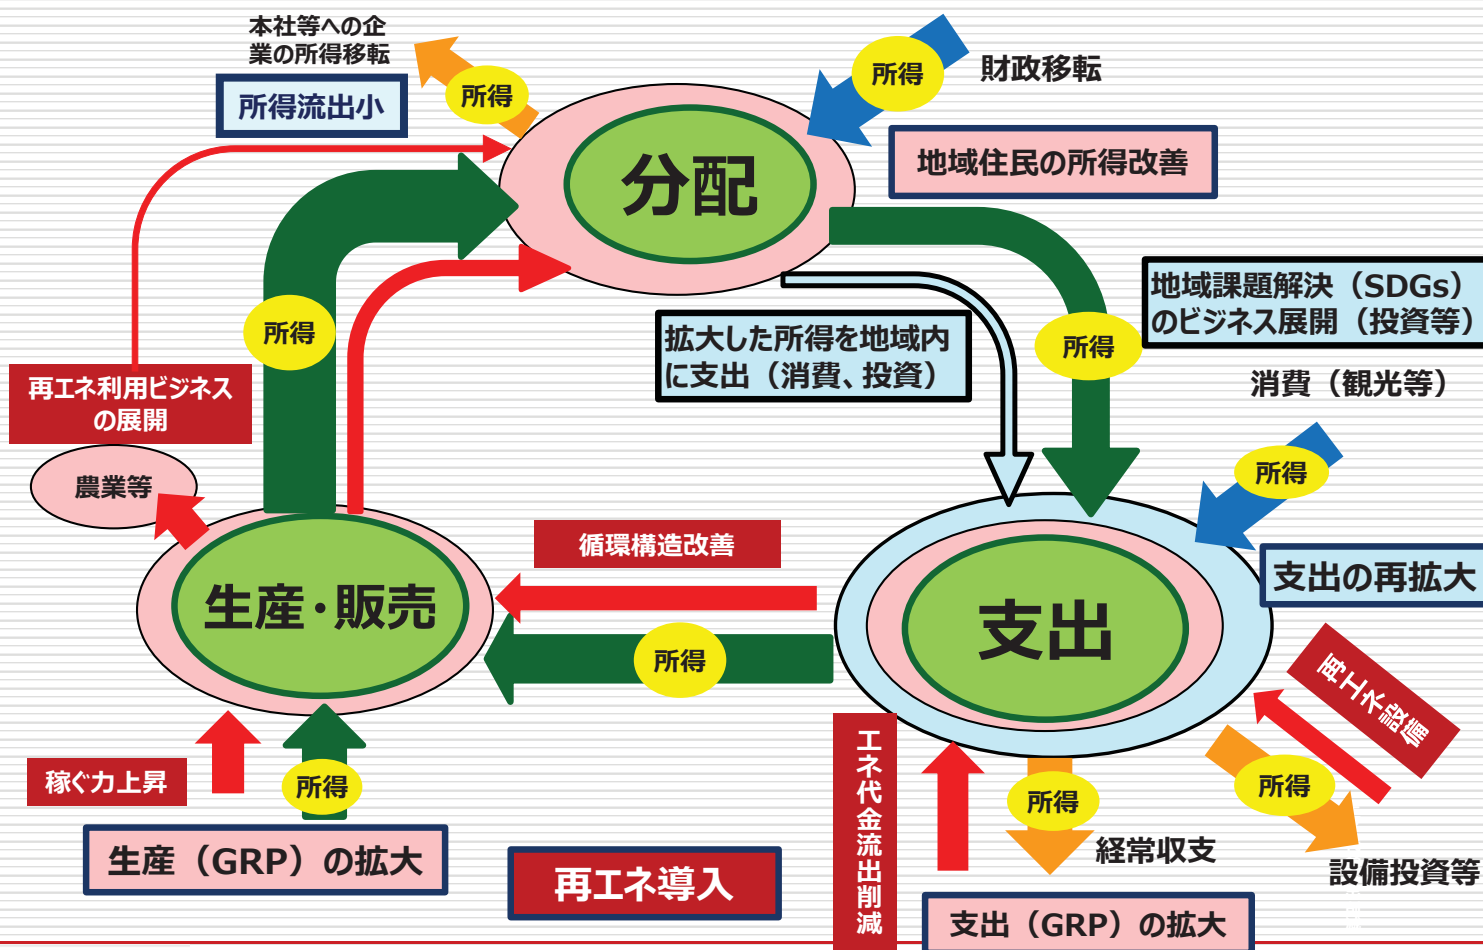 本社等への企
業の所得移転
所得
所得
財政移転
所得流出小
分配
地域住民の所得改善
地域課題解決（SDGs）
のビジネス展開（投資等）
拡大した所得を地域内
に支出（消費、投資）
所得
所得
再エネ利用ビジネス
の展開
消費（観光等）
農業等
所得
循環構造改善
支出の再拡大
生産・販売
支出
所得
再エネ設備
稼ぐ力上昇
所得
エネ代金流出削減
所得
所得
経常収支
設備投資等
生産（GRP）の拡大
再エネ導入
支出（GRP）の拡大